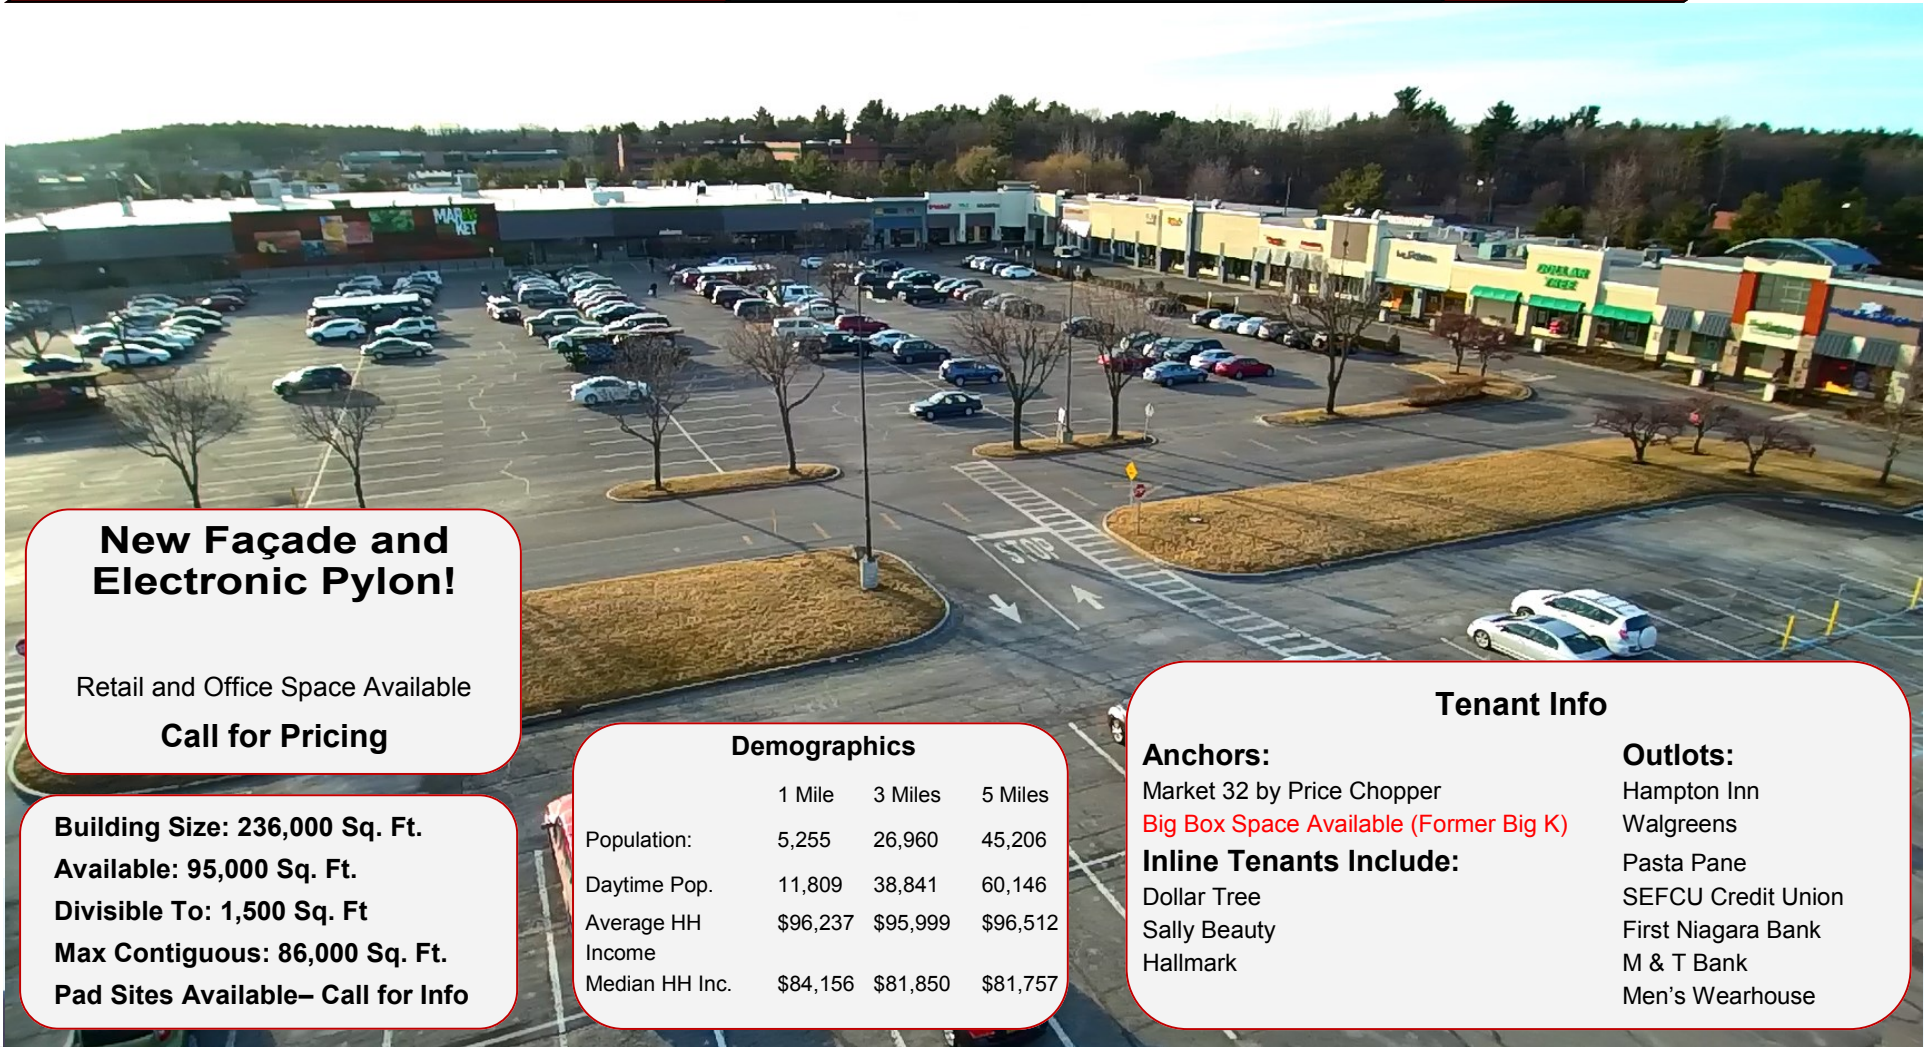 MAR
KET
DOLLAR
TREE
STOP
New Façade and
Electronic Pylon!
Retail and Office Space Available
Call for Pricing
Building Size: 236,000 Sq. Ft.
Available: 95,000 Sq. Ft.
Divisible To: 1,500 Sq. Ft
Max Contiguous: 86,000 Sq. Ft.
Pad Sites Available– Call for Info
Demographics
1 Mile 3 Miles 5 Miles
Population: 5,255 26,960 45,206
Daytime Pop. 11,809 38,841 60,146
Average HH Income $96,237 $95,999 $96,512
Median HH Inc. $84,156 $81,850 $81,757
Tenant Info
Anchors:
Market 32 by Price Chopper
Big Box Space Available (Former Big K)
Inline Tenants Include:
Dollar Tree
Sally Beauty
Hallmark
Outlots:
Hampton Inn
Walgreens
Pasta Pane
SEFCU Credit Union
First Niagara Bank
M & T Bank
Men’s Wearhouse